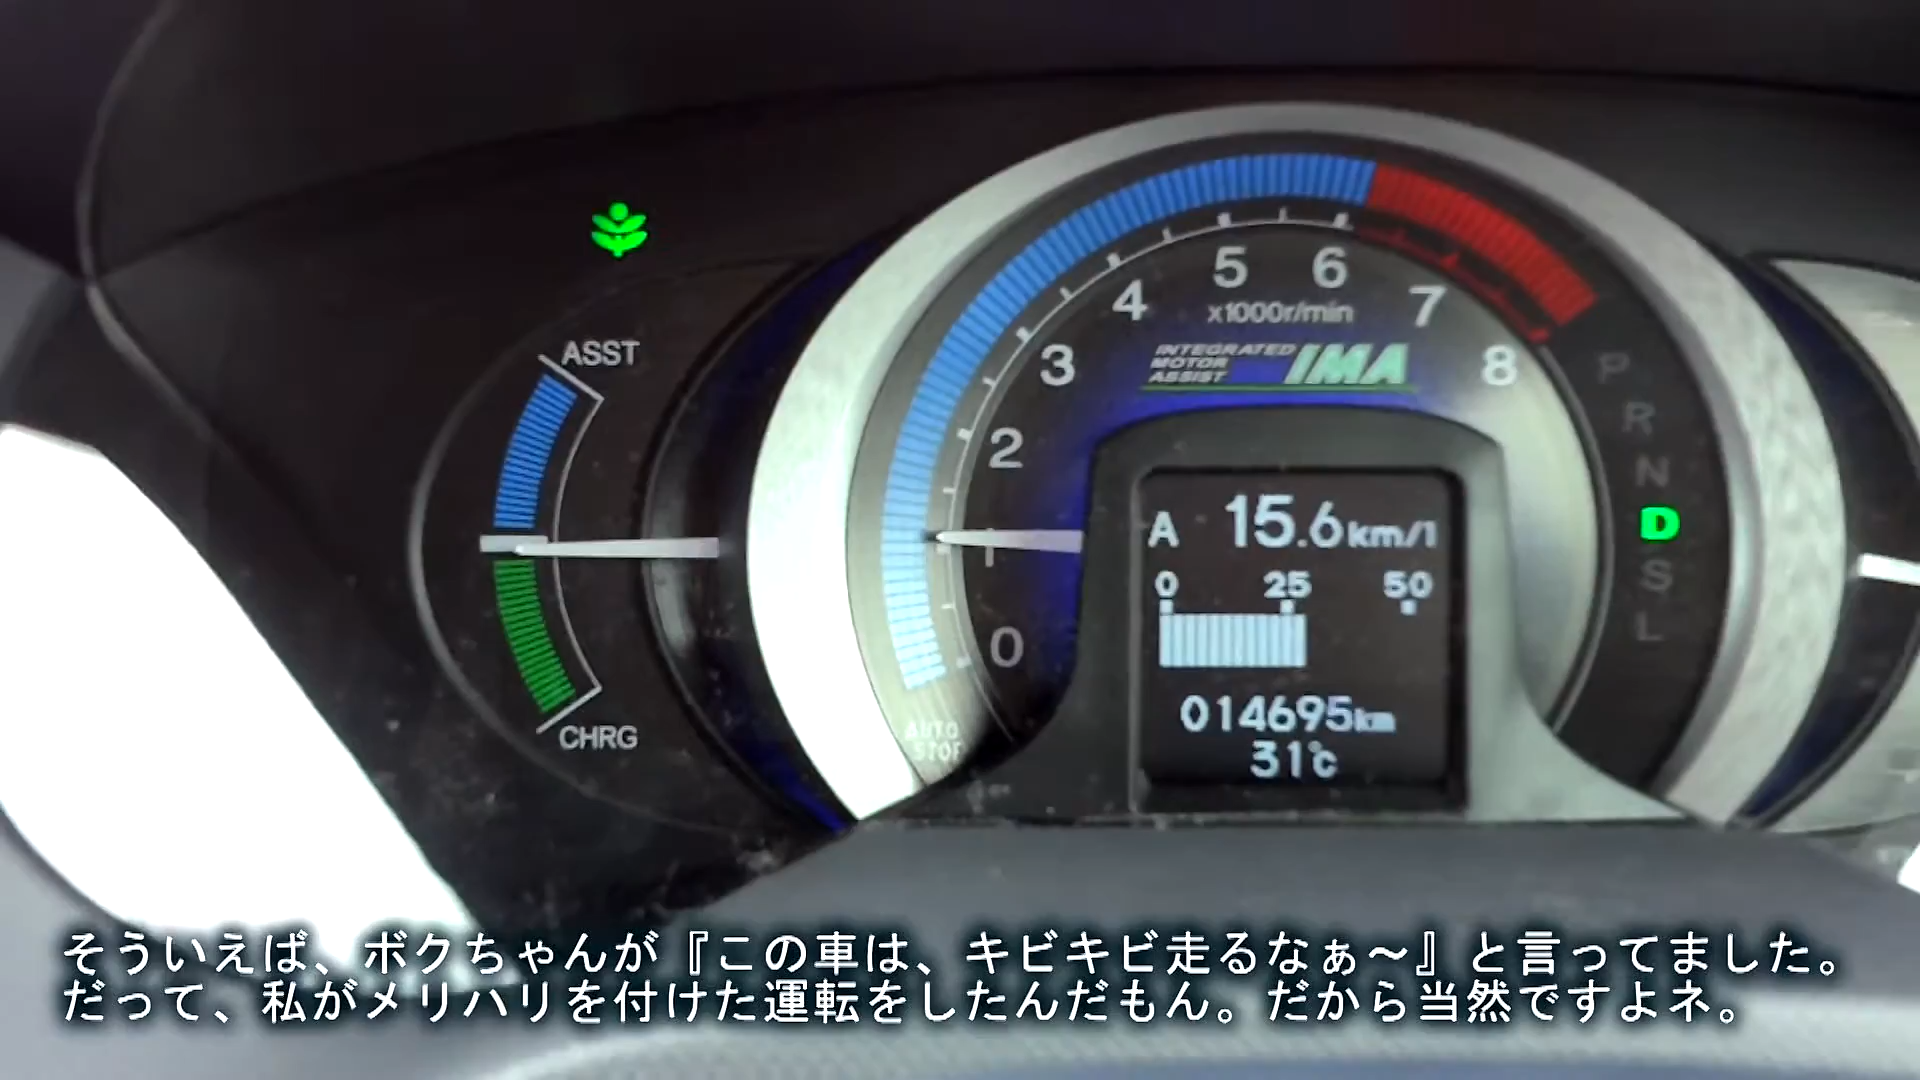 ASST
CHRG
5 6
4 7
x1000r/min
3 8
INTEGRATED
MOTOR
ASSIST
IMA
2
1
0
AUTO
STOP
P
R
N
D
S
L
A 15.6km/l
0 25 50
014695km
31℃
そういえば、ボクちゃんが『この車は、キビキビ走るなぁ～』と言ってました。
だって、私がメリハリを付けた運転をしたんだもん。だから当然ですよネ。